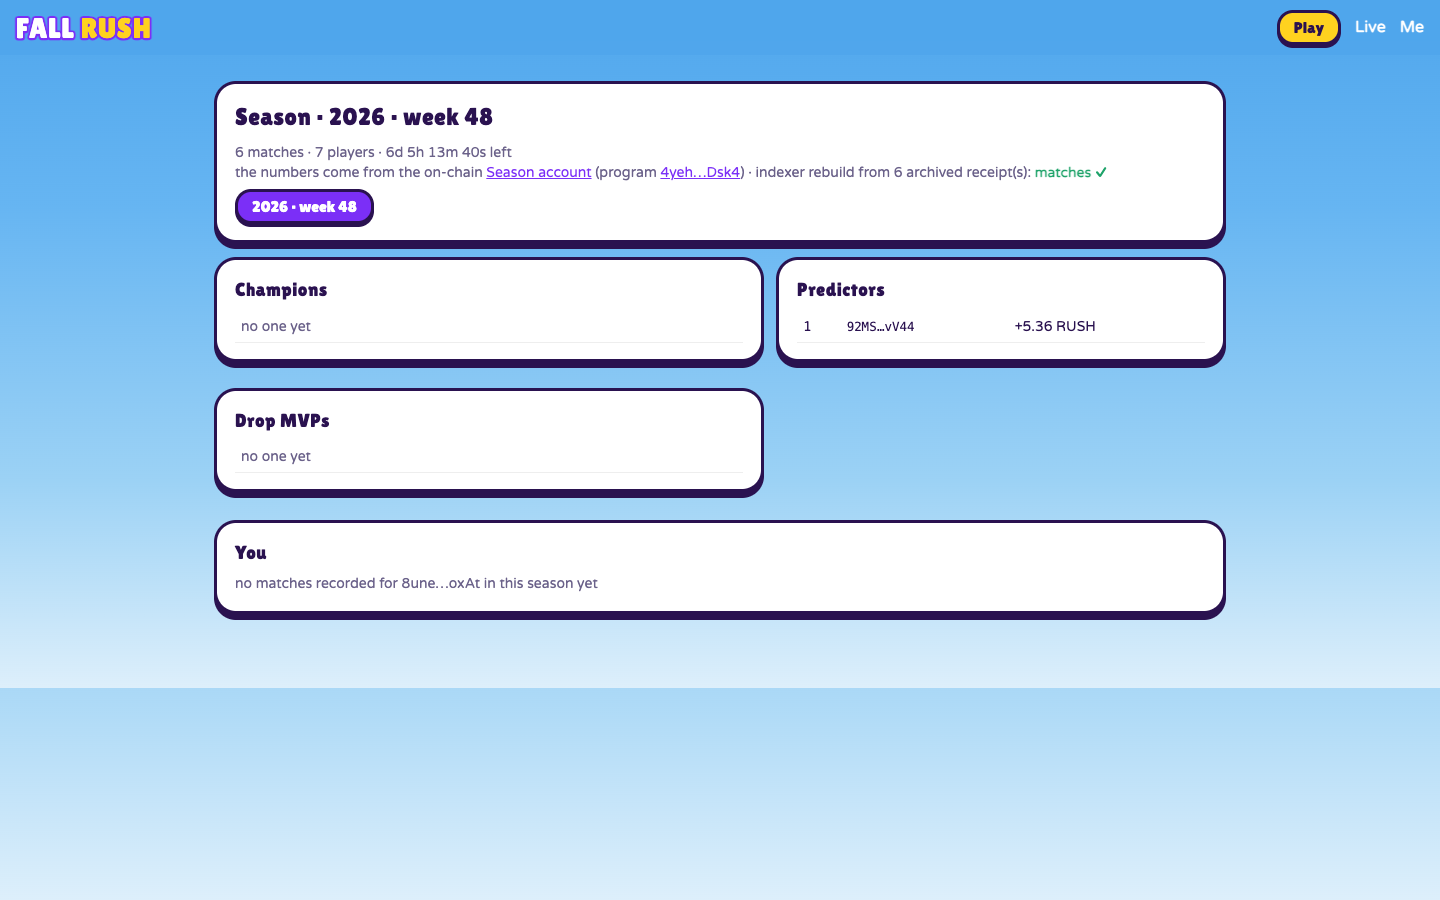 FALL RUSH
Play Live Me
Season · 2026 · week 48
6 matches · 7 players · 6d 5h 13m 40s left
the numbers come from the on-chain Season account (program 4yeh…Dsk4) · indexer rebuild from 6 archived receipt(s): matches ✓
2026 · week 48
Champions
no one yet
Predictors
1 92MS…vV44 +5.36 RUSH
Drop MVPs
no one yet
You
no matches recorded for 8une…oxAt in this season yet